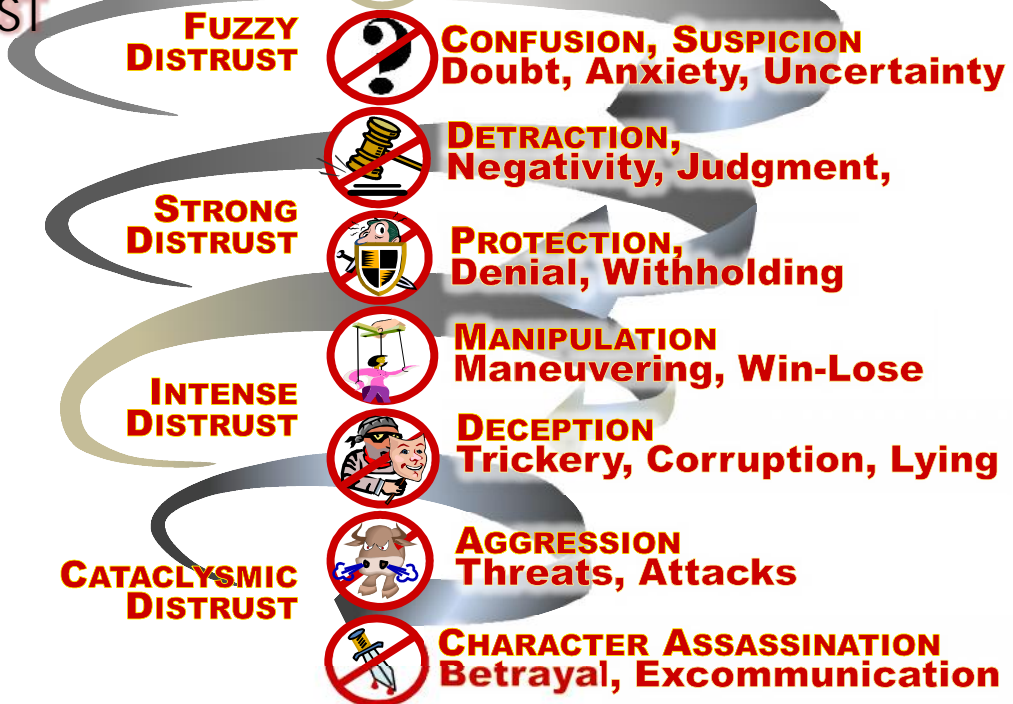 ST
FUZZY
DISTRUST
CONFUSION, SUSPICION
Doubt, Anxiety, Uncertainty
?
DETRACTION,
Negativity, Judgment,
STRONG
DISTRUST
PROTECTION,
Denial, Withholding
MANIPULATION
Maneuvering, Win-Lose
INTENSE
DISTRUST
DECEPTION
Trickery, Corruption, Lying
AGGRESSION
Threats, Attacks
CATACLYSMIC
DISTRUST
CHARACTER ASSASSINATION
Betrayal, Excommunication